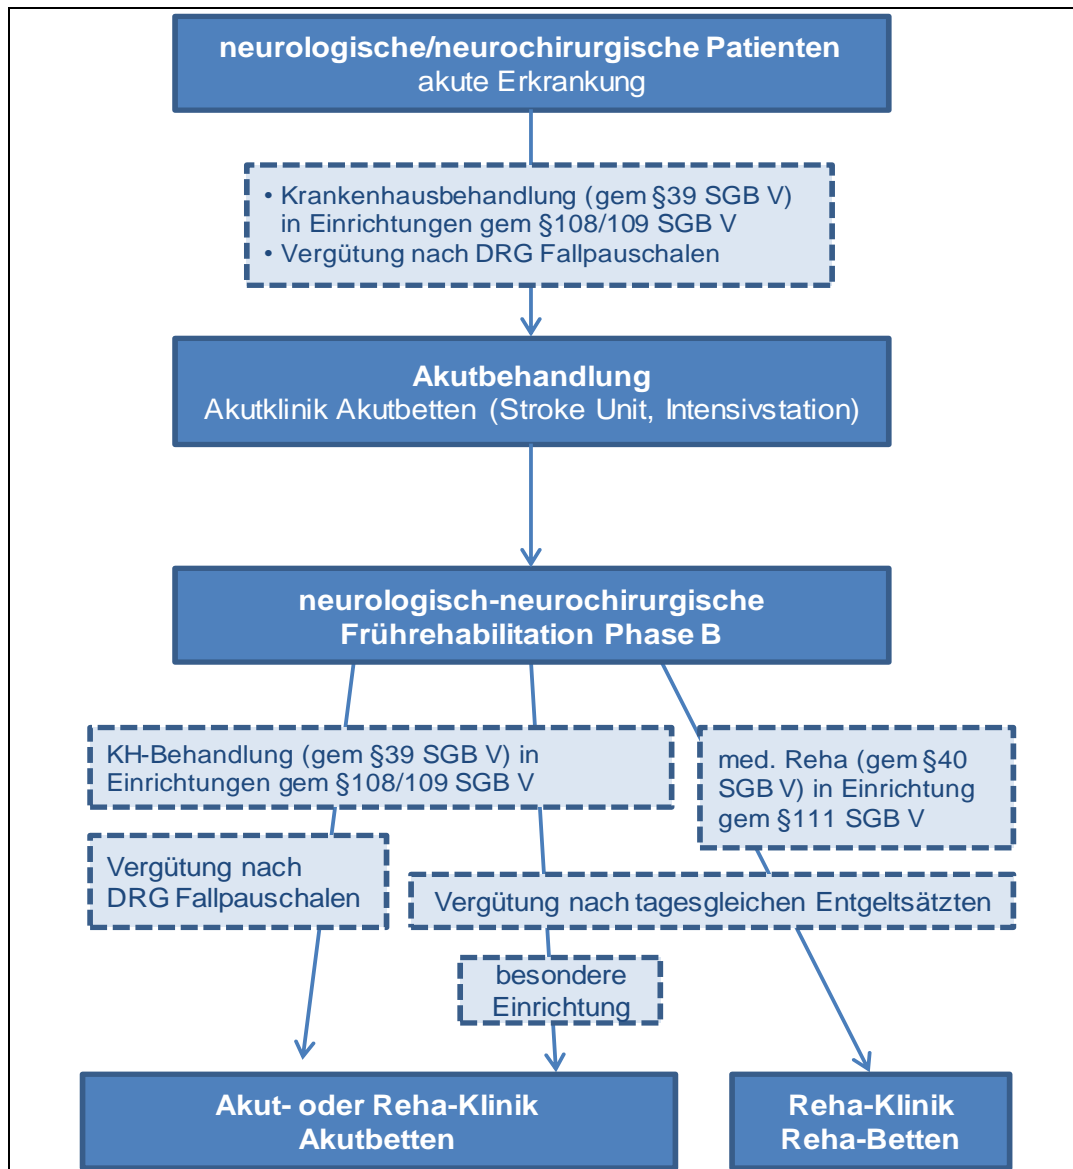 neurologische/neurochirurgische Patienten
akute Erkrankung
• Krankenhausbehandlung (gem §39 SGB V)
in Einrichtungen gem §108/109 SGB V
• Vergütung nach DRG Fallpauschalen
Akutbehandlung
Akutklinik Akutbetten (Stroke Unit, Intensivstation)
neurologisch-neurochirurgische
Frührehabilitation Phase B
KH-Behandlung (gem §39 SGB V) in
Einrichtungen gem §108/109 SGB V
med. Reha (gem §40
SGB V) in Einrichtung
gem §111 SGB V
Vergütung nach
DRG Fallpauschalen
Vergütung nach tagesgleichen Entgeltsätzten
besondere
Einrichtung
Akut- oder Reha-Klinik
Akutbetten
Reha-Klinik
Reha-Betten